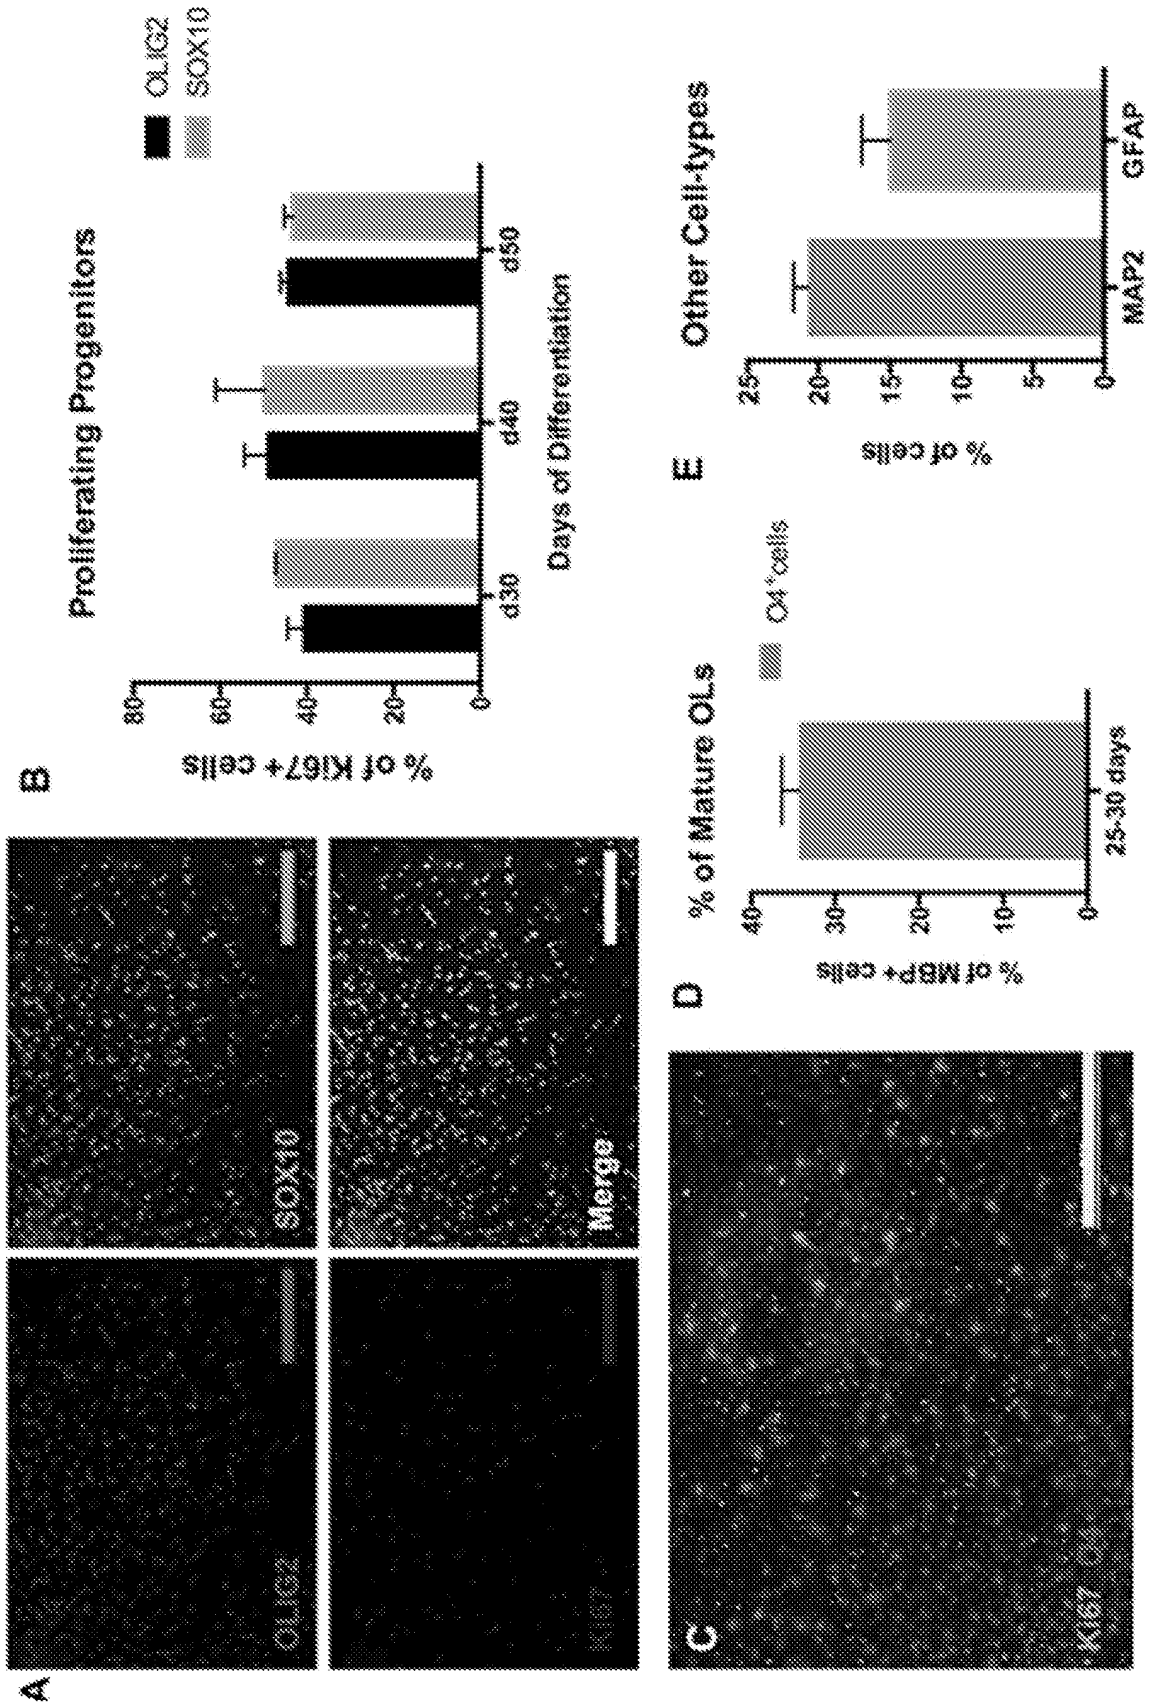 A
OLIG2
SOX10
Ki67
Merge
B
Proliferating Progenitors
OLIG2
SOX10
% of Ki67+ cells
80
60
40
20
0
d30
d40
d50
Days of Differentiation
C
Ki67 O4
D
% of Mature OLs
O4⁺cells
% of MBP+ cells
40
30
20
10
0
25-30 days
E
Other Cell-types
% of cells
25
20
15
10
5
0
MAP2
GFAP